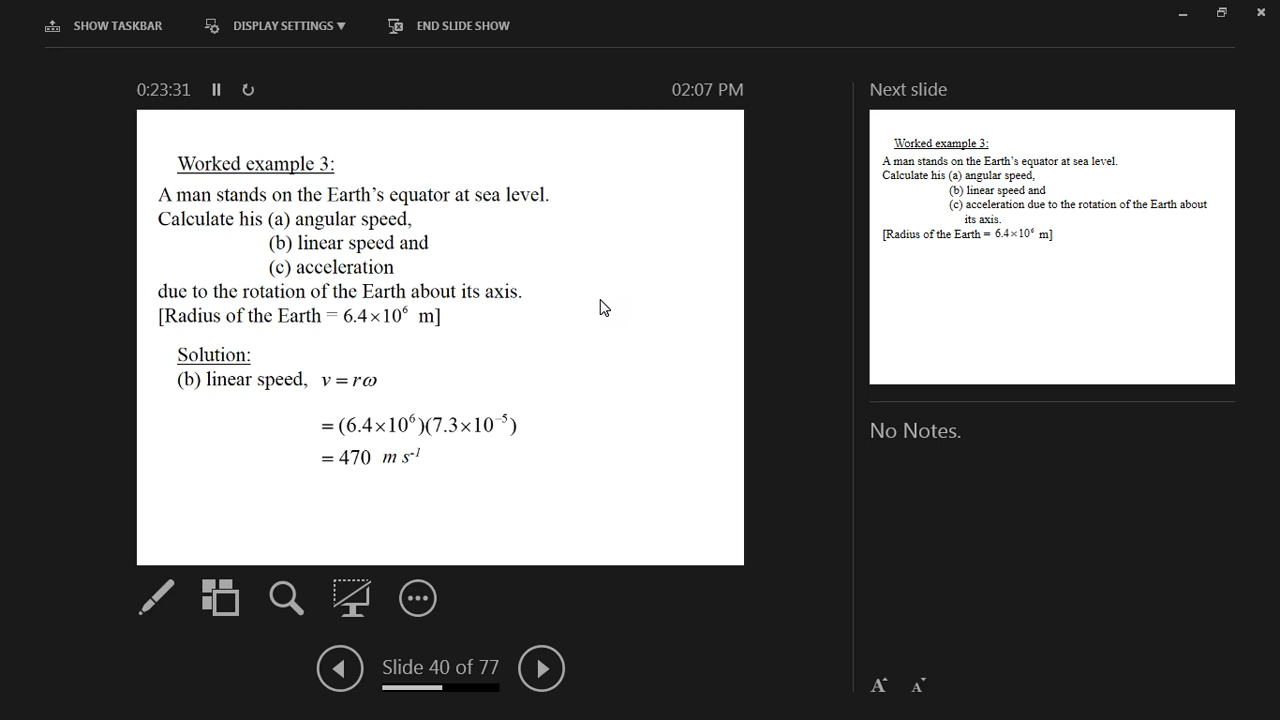 SHOW TASKBAR
DISPLAY SETTINGS ▼
END SLIDE SHOW
0:23:31
02:07 PM
Worked example 3:
A man stands on the Earth’s equator at sea level.
Calculate his (a) angular speed,
(b) linear speed and
(c) acceleration
due to the rotation of the Earth about its axis.
[Radius of the Earth = 6.4×10⁶ m]
Solution:
(b) linear speed, v = rω
= (6.4×10⁶)(7.3×10⁻⁵)
= 470 m s⁻¹
Slide 40 of 77
Next slide
Worked example 3:
A man stands on the Earth’s equator at sea level.
Calculate his (a) angular speed,
(b) linear speed and
(c) acceleration due to the rotation of the Earth about
its axis.
[Radius of the Earth = 6.4×10⁶ m]
No Notes.
A A